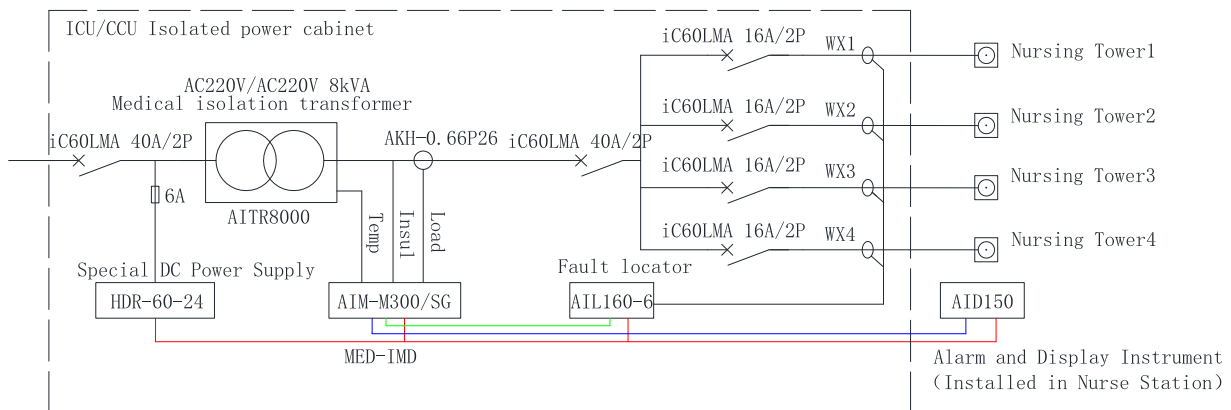 ICU/CCU Isolated power cabinet
AC220V/AC220V 8kVA
Medical isolation transformer
iC60LMA 40A/2P
6A
AITR8000
AKH-0.66P26
iC60LMA 40A/2P
iC60LMA 16A/2P
WX1
Nursing Tower1
iC60LMA 16A/2P
WX2
Nursing Tower2
iC60LMA 16A/2P
WX3
Nursing Tower3
iC60LMA 16A/2P
WX4
Nursing Tower4
Temp
Insul
Load
Special DC Power Supply
HDR-60-24
AIM-M300/SG
MED-IMD
Fault locator
AIL160-6
AID150
Alarm and Display Instrument
(Installed in Nurse Station)